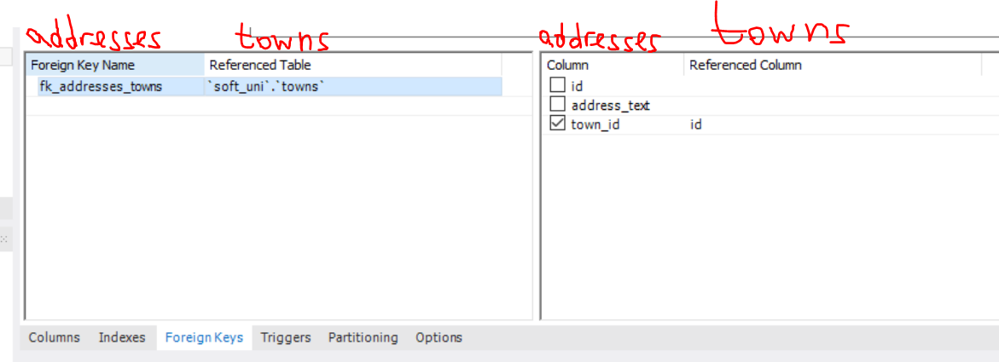 addresses towns addresses towns
Foreign Key Name Referenced Table Column Referenced Column
fk_addresses_towns `soft_uni`.`towns` id
address_text
town_id id
Columns Indexes Foreign Keys Triggers Partitioning Options